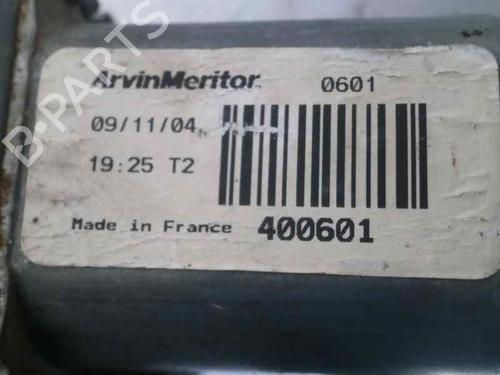 B-PARTS
ArvinMeritor 0601
09/11/04
19:25 T2
Made in France 400601